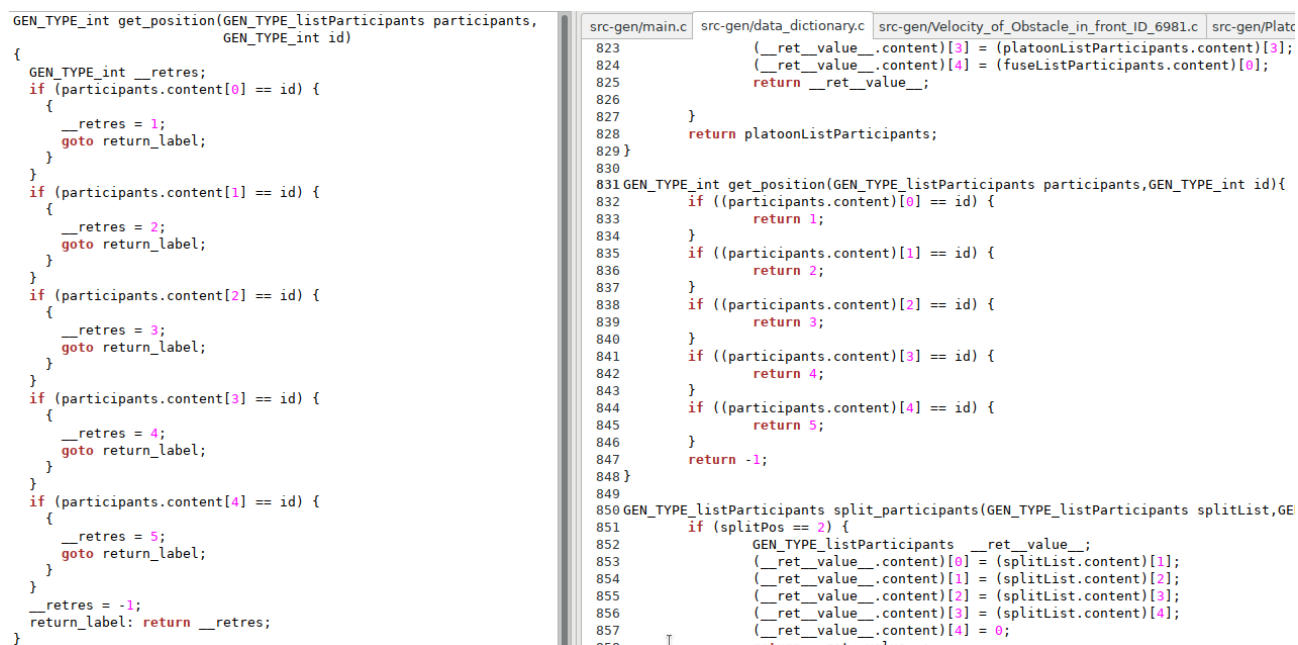 GEN_TYPE_int get_position(GEN_TYPE_listParticipants participants,
                          GEN_TYPE_int id)
{
  GEN_TYPE_int __retres;
  if (participants.content[0] == id) {
    {
      __retres = 1;
      goto return_label;
    }
  }
  if (participants.content[1] == id) {
    {
      __retres = 2;
      goto return_label;
    }
  }
  if (participants.content[2] == id) {
    {
      __retres = 3;
      goto return_label;
    }
  }
  if (participants.content[3] == id) {
    {
      __retres = 4;
      goto return_label;
    }
  }
  if (participants.content[4] == id) {
    {
      __retres = 5;
      goto return_label;
    }
  }
  __retres = -1;
  return_label: return __retres;
}
src-gen/main.c src-gen/data_dictionary.c src-gen/Velocity_of_Obstacle_in_front_ID_6981.c src-gen/Plato
823 (__ret__value__.content)[3] = (platoonListParticipants.content)[3];
824 (__ret__value__.content)[4] = (fuseListParticipants.content)[0];
825 return __ret__value__;
826
827 }
828 return platoonListParticipants;
829 }
830
831 GEN_TYPE_int get_position(GEN_TYPE_listParticipants participants,GEN_TYPE_int id){
832 if ((participants.content)[0] == id) {
833 return 1;
834 }
835 if ((participants.content)[1] == id) {
836 return 2;
837 }
838 if ((participants.content)[2] == id) {
839 return 3;
840 }
841 if ((participants.content)[3] == id) {
842 return 4;
843 }
844 if ((participants.content)[4] == id) {
845 return 5;
846 }
847 return -1;
848 }
849
850 GEN_TYPE_listParticipants split_participants(GEN_TYPE_listParticipants splitList,GE
851 if (splitPos == 2) {
852 GEN_TYPE_listParticipants __ret__value__;
853 (__ret__value__.content)[0] = (splitList.content)[1];
854 (__ret__value__.content)[1] = (splitList.content)[2];
855 (__ret__value__.content)[2] = (splitList.content)[3];
856 (__ret__value__.content)[3] = (splitList.content)[4];
857 (__ret__value__.content)[4] = 0;